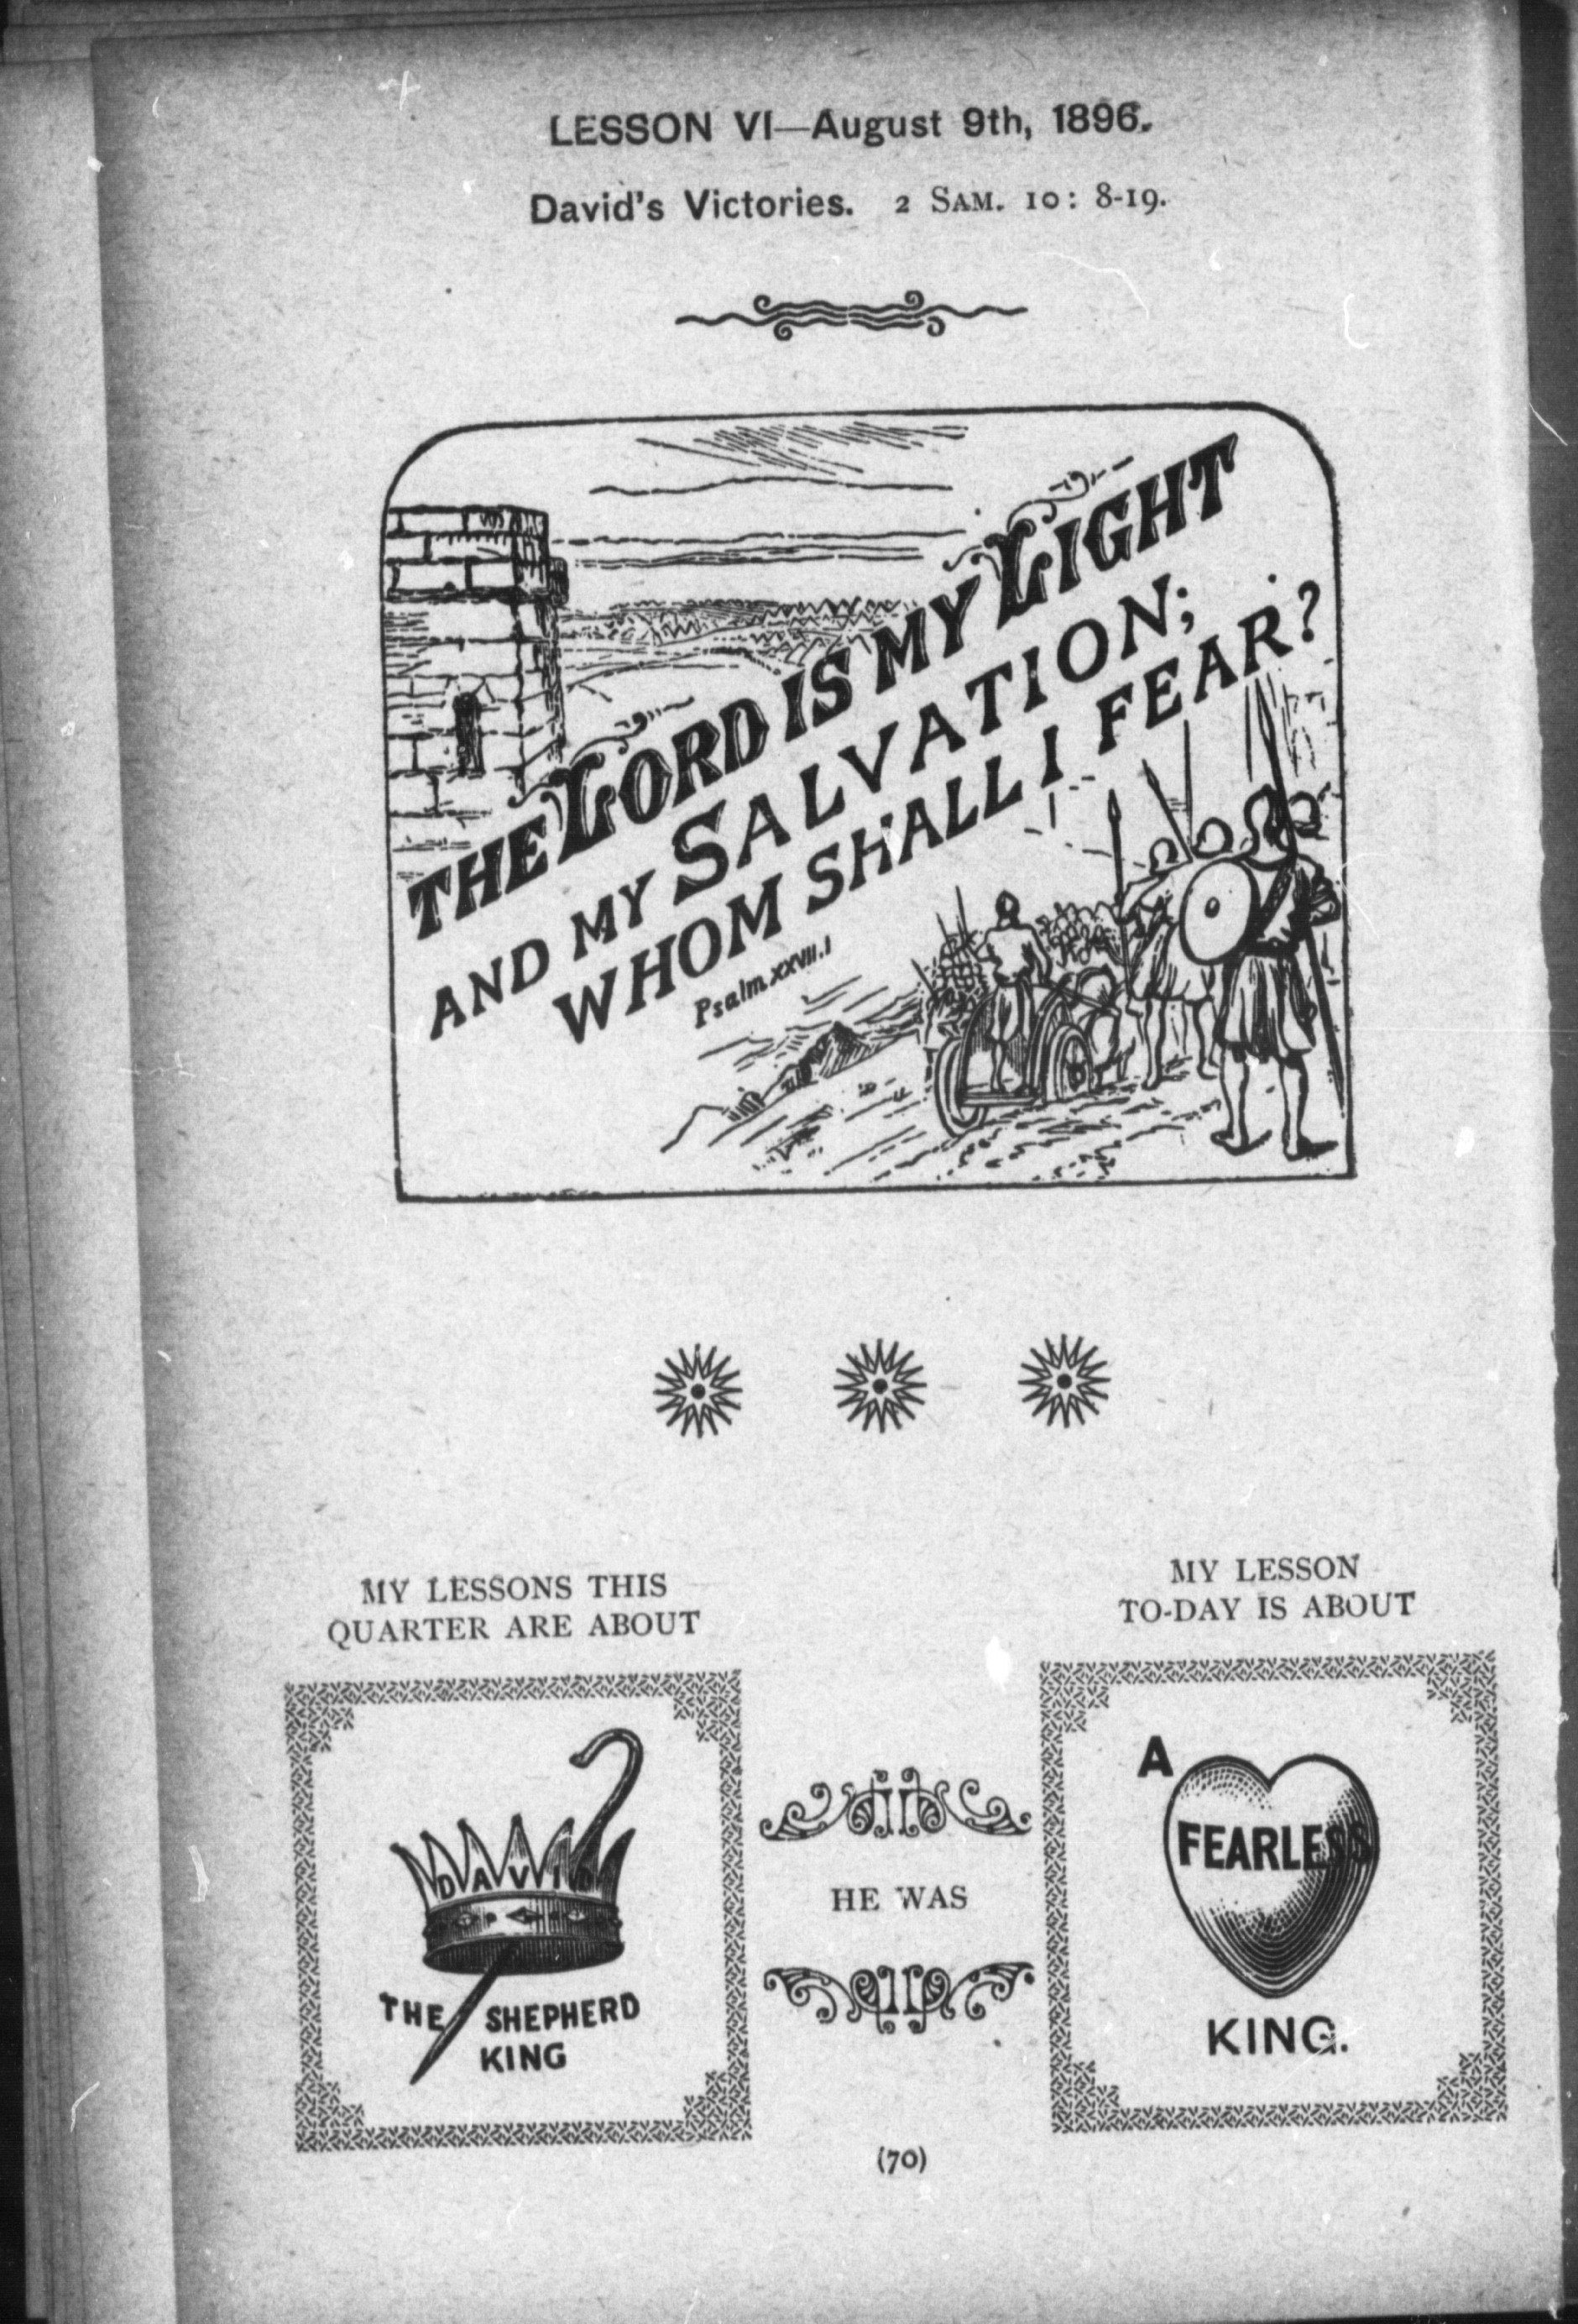 LESSON VI—August 9th, 1896.
David's Victories. 2 SAM. 10: 8-19.
THE LORD IS MY LIGHT
AND MY SALVATION;
WHOM SHALL I FEAR?
Psalm XXVII.I
MY LESSONS THIS
QUARTER ARE ABOUT
DAVID
THE SHEPHERD
KING
HE WAS
MY LESSON
TO-DAY IS ABOUT
A
FEARLESS
KING.
(70)